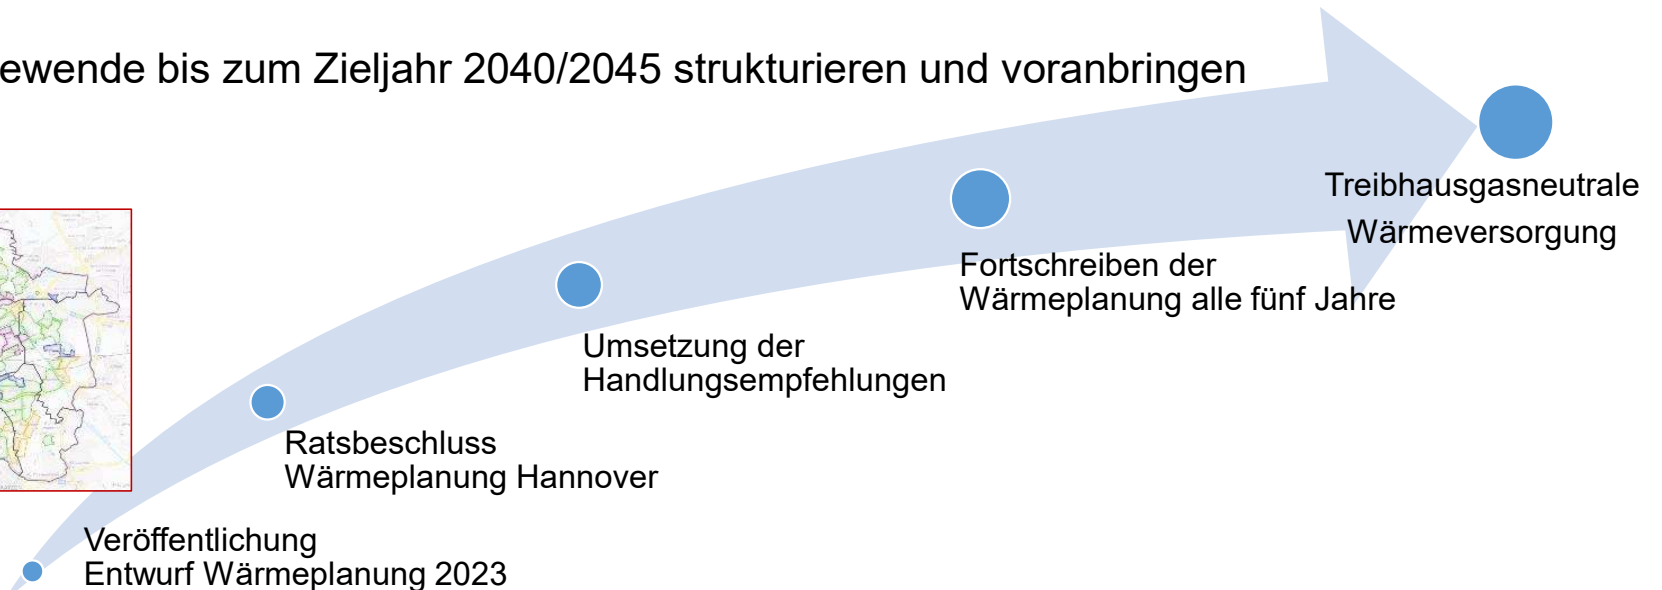 ewende bis zum Zieljahr 2040/2045 strukturieren und voranbringen
Treibhausgasneutrale
Wärmeversorgung
Fortschreiben der
Wärmeplanung alle fünf Jahre
Umsetzung der
Handlungsempfehlungen
Ratsbeschluss
Wärmeplanung Hannover
Veröffentlichung
Entwurf Wärmeplanung 2023